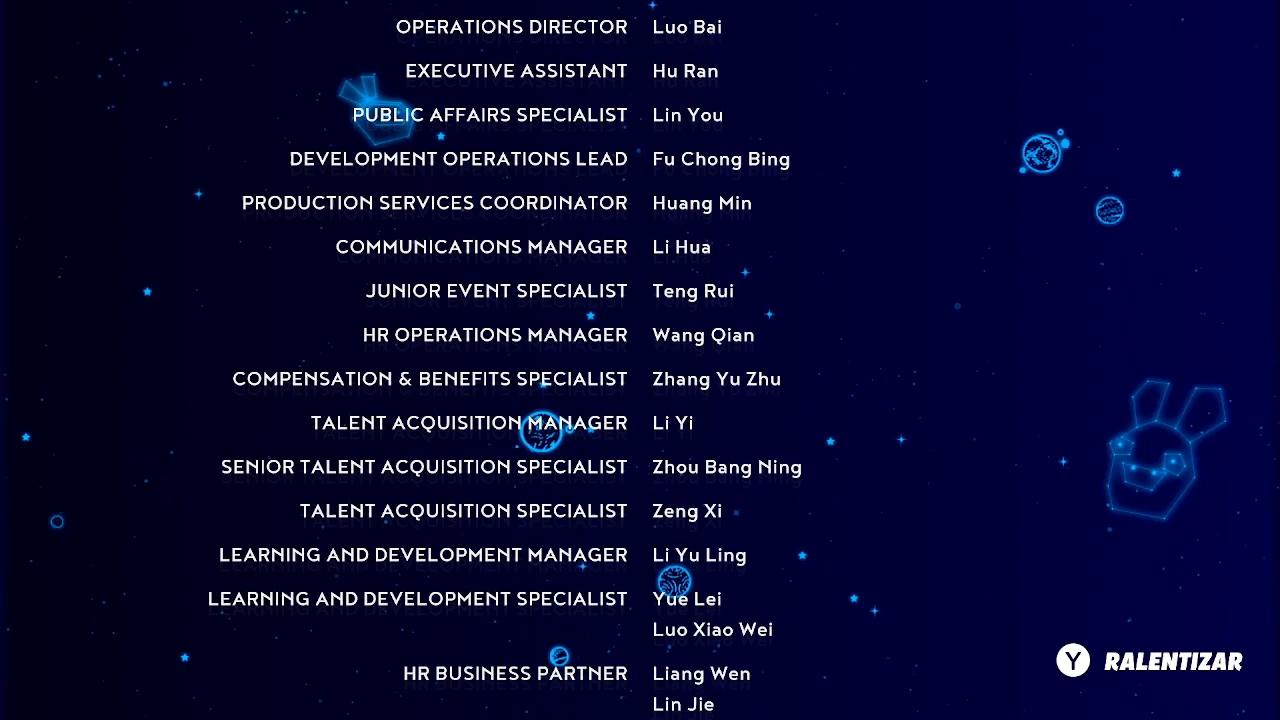 OPERATIONS DIRECTOR Luo Bai
EXECUTIVE ASSISTANT Hu Ran
PUBLIC AFFAIRS SPECIALIST Lin You
DEVELOPMENT OPERATIONS LEAD Fu Chong Bing
PRODUCTION SERVICES COORDINATOR Huang Min
COMMUNICATIONS MANAGER Li Hua
JUNIOR EVENT SPECIALIST Teng Rui
HR OPERATIONS MANAGER Wang Qian
COMPENSATION & BENEFITS SPECIALIST Zhang Yu Zhu
TALENT ACQUISITION MANAGER Li Yi
SENIOR TALENT ACQUISITION SPECIALIST Zhou Bang Ning
TALENT ACQUISITION SPECIALIST Zeng Xi
LEARNING AND DEVELOPMENT MANAGER Li Yu Ling
LEARNING AND DEVELOPMENT SPECIALIST Yue Lei
Luo Xiao Wei
HR BUSINESS PARTNER Liang Wen
Lin Jie
Y RALENTIZAR